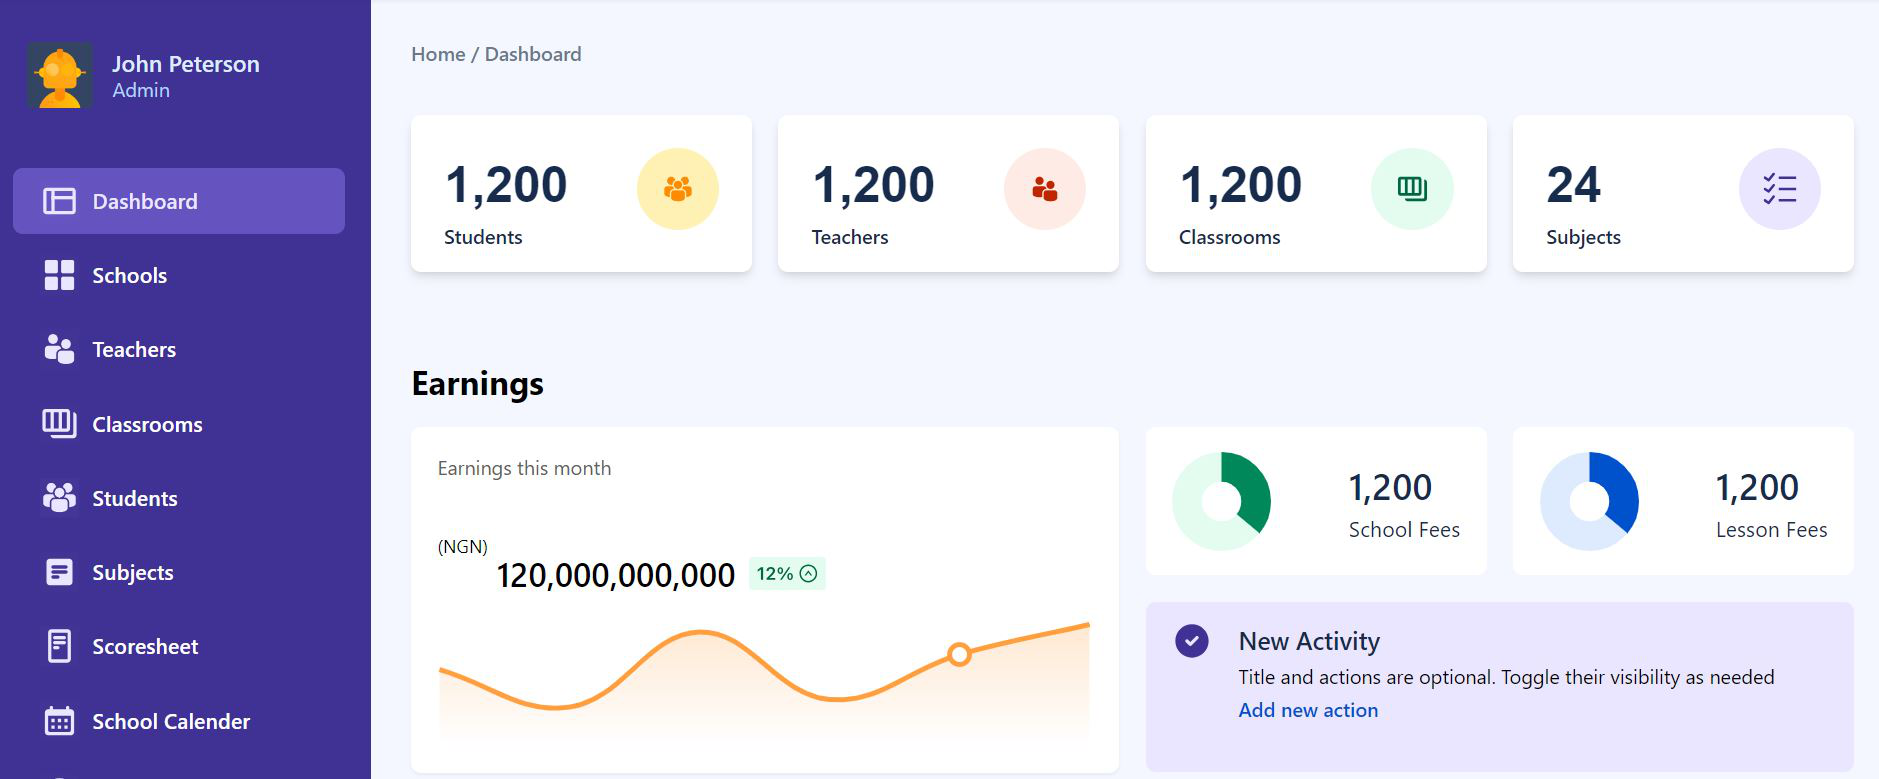 John Peterson
Admin
Dashboard
Schools
Teachers
Classrooms
Students
Subjects
Scoresheet
School Calender
Home / Dashboard
1,200
Students
1,200
Teachers
1,200
Classrooms
24
Subjects
Earnings
Earnings this month
(NGN)
120,000,000,000
12%
1,200
School Fees
1,200
Lesson Fees
New Activity
Title and actions are optional. Toggle their visibility as needed
Add new action